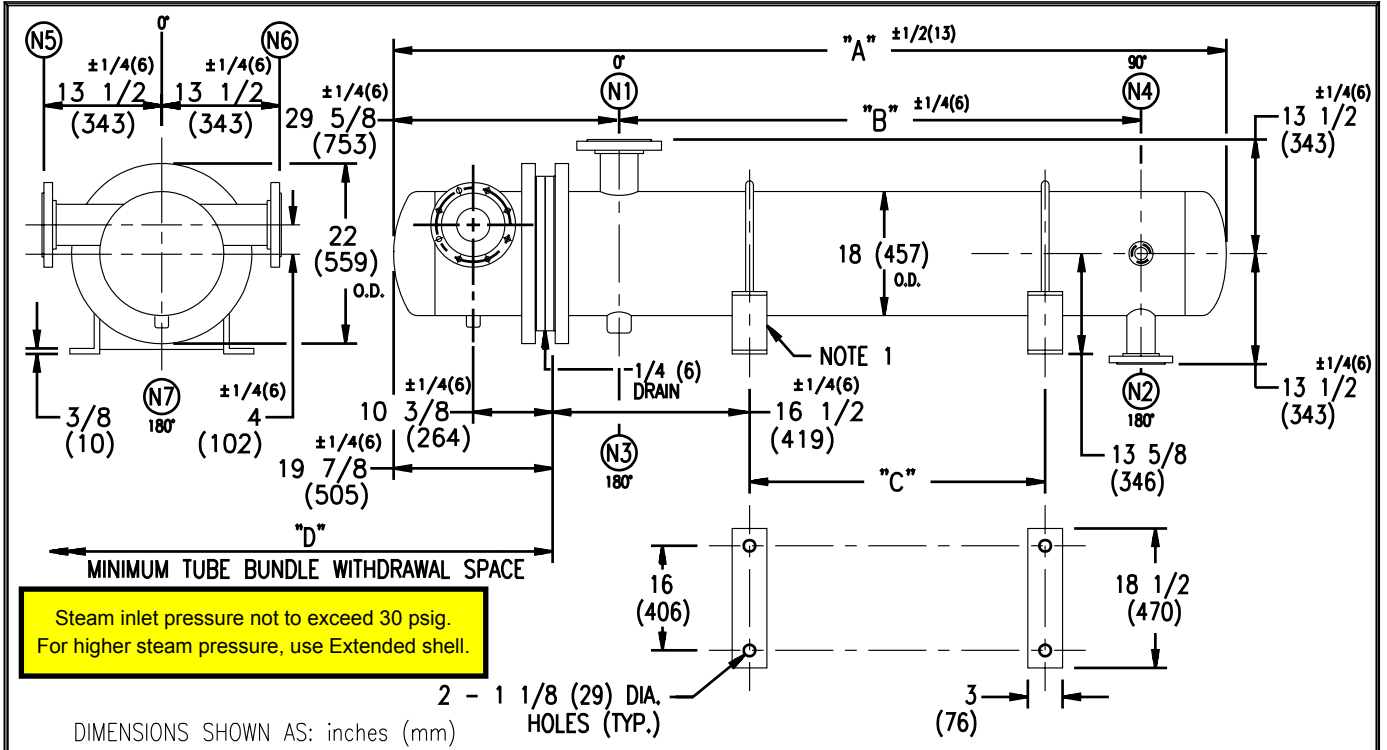 N5
0°
N6
±1/4(6)
±1/4(6)
13 1/2
(343)
13 1/2
(343)
±1/4(6)
29 5/8
(753)
"A" ±1/2(13)
0°
N1
"B" ±1/4(6)
90°
N4
±1/4(6)
13 1/2
(343)
22
(559)
O.D.
18 (457)
O.D.
NOTE 1
1/4 (6)
DRAIN
3/8
(10)
N7
180°
±1/4(6)
4
(102)
±1/4(6)
10 3/8
(264)
±1/4(6)
19 7/8
(505)
N3
180°
±1/4(6)
16 1/2
(419)
N2
180°
±1/4(6)
13 1/2
(343)
13 5/8
(346)
"C"
"D"
MINIMUM TUBE BUNDLE WITHDRAWAL SPACE
Steam inlet pressure not to exceed 30 psig.
For higher steam pressure, use Extended shell.
16
(406)
18 1/2
(470)
2 - 1 1/8 (29) DIA.
HOLES (TYP.)
3
(76)
DIMENSIONS SHOWN AS: inches (mm)